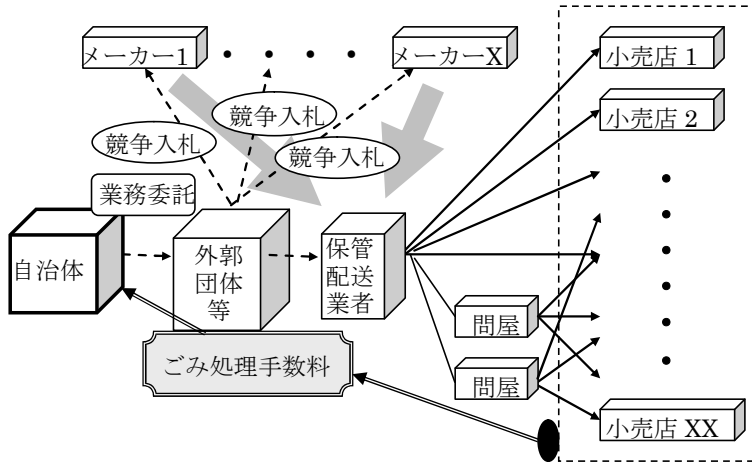 メーカー1
・・・・
メーカーX
小売店 1
競争入札
競争入札
競争入札
小売店 2
業務委託
自治体
外郭
団体
等
保管
配送
業者
問屋
問屋
ごみ処理手数料
小売店 XX